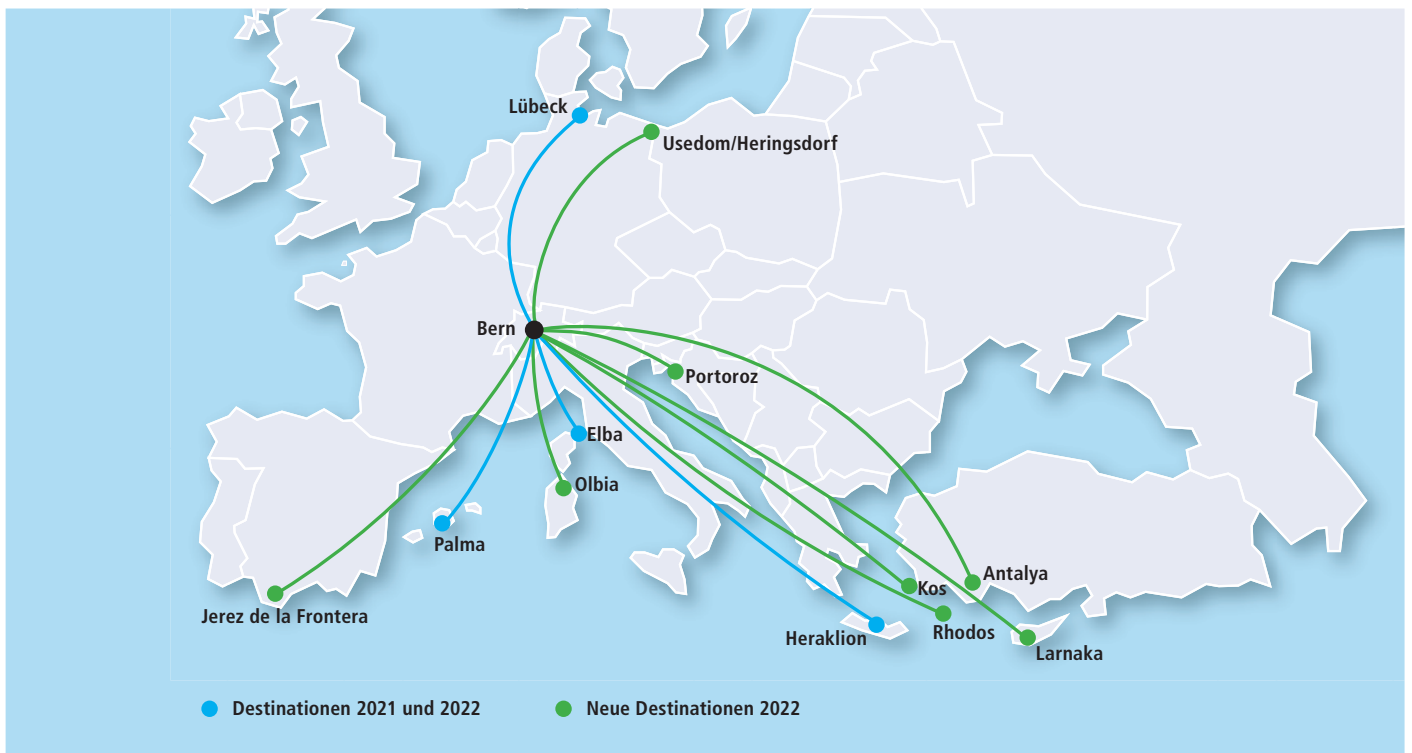 Lübeck
Usedom/Heringsdorf
Bern
Portoroz
Elba
Olbia
Palma
Antalya
Kos
Jerez de la Frontera
Rhodos
Heraklion
Larnaka
Destinationen 2021 und 2022
Neue Destinationen 2022